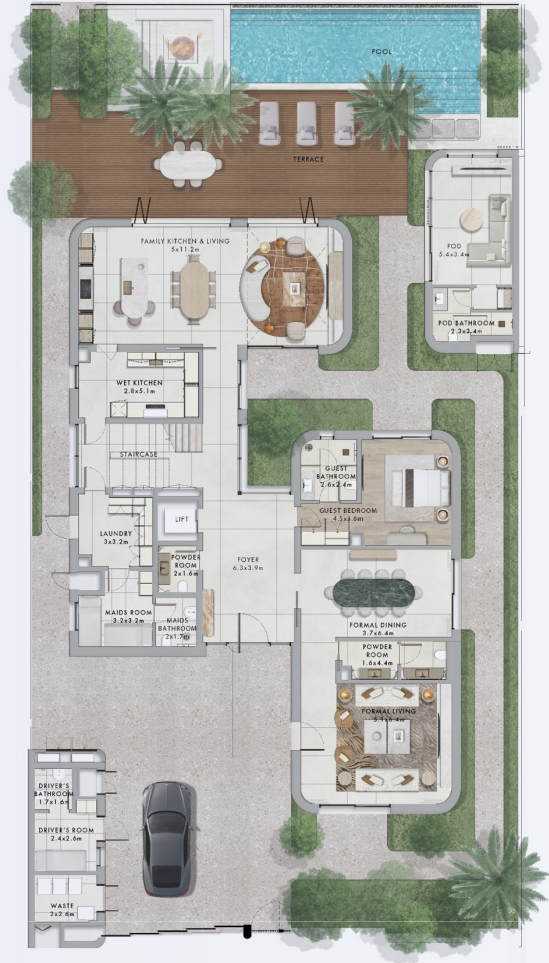 POOL
TERRACE
FAMILY KITCHEN & LIVING
5x11.2m
POD
5.4x3.4m
POD BATHROOM
2.3x3.4m
WET KITCHEN
2.8x5.1m
STAIRCASE
GUEST
BATHROOM
2.6x2.4m
GUEST BEDROOM
4.5x3.8m
LIFT
LAUNDRY
3x3.2m
POWDER
ROOM
2x1.6m
FOYER
6.3x3.9m
MAIDS ROOM
3.2x3.2m
MAIDS
BATHROOM
2x1.7m
FORMAL DINING
3.7x6.4m
POWDER
ROOM
1.6x4.4m
FORMAL LIVING
5.1x6.4m
DRIVER'S
BATHROOM
1.7x1.6m
DRIVER'S ROOM
2.4x2.6m
WASTE
2x2.6m